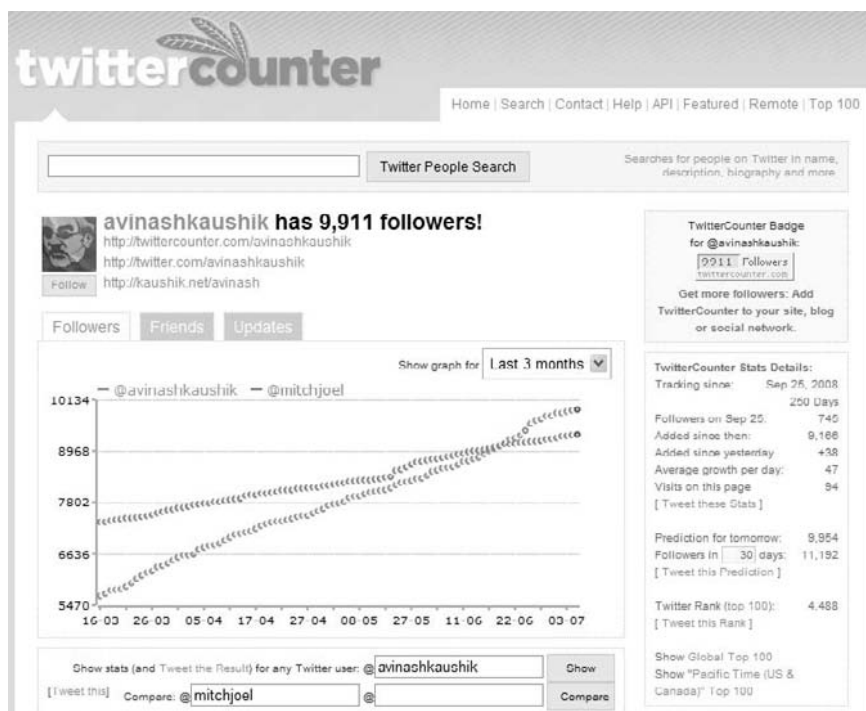 twittercounter
Home | Search | Contact | Help | API | Featured | Remote | Top 100
Twitter People Search
Searches for people on Twitter in name,
description, biography and more.
avinashkaushik has 9,911 followers!
http://twittercounter.com/avinashkaushik
http://twitter.com/avinashkaushik
http://kaushik.net/avinash
Follow
Followers
Friends
Updates
Show graph for
Last 3 months
@avinashkaushik
@mitchjoel
10134
8968
7802
6636
5470
16-03 26-03 05-04 17-04 27-04 08-05 27-05 11-06 22-06 03-07
Show stats (and Tweet the Result) for any Twitter user: @ avinashkaushik Show
[Tweet this] Compare: @ mitchjoel @ Compare
TwitterCounter Badge
for @avinashkaushik:
9911 Followers
twittercounter.com
Get more followers: Add
TwitterCounter to your site, blog
or social network.
TwitterCounter Stats Details:
Tracking since: Sep 25, 2008
280 Days
Followers on Sep 25: 745
Added since then: 9,166
Added since yesterday +38
Average growth per day: 47
Visits on this page 94
[ Tweet these Stats ]
Prediction for tomorrow: 9,954
Followers in 30 days: 11,192
[ Tweet this Prediction ]
Twitter Rank (top 100): 4,488
[ Tweet this Rank ]
Show Global Top 100
Show "Pacific Time (US &
Canada)" Top 100